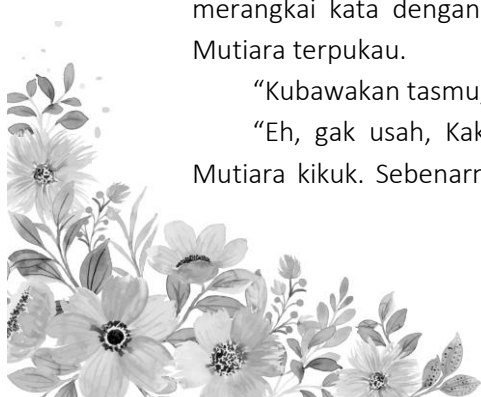 merangkai kata dengan
Mutiara terpukau.
“Kubawakan tasmu,
“Eh, gak usah, Kak
Mutiara kikuk. Sebenarn